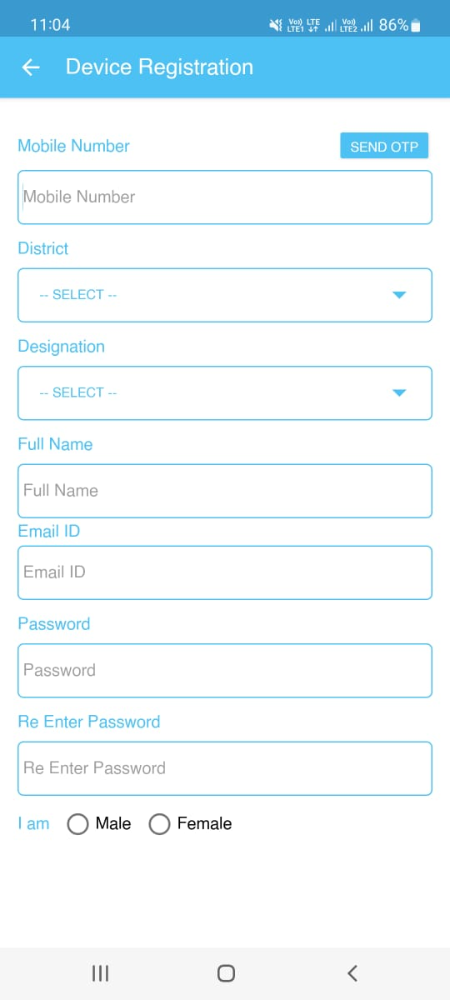 11:04
Vo)) LTE Vo))
LTE1 LTE2 86%
Device Registration
Mobile Number SEND OTP
Mobile Number
District
-- SELECT --
Designation
-- SELECT --
Full Name
Full Name
Email ID
Email ID
Password
Password
Re Enter Password
Re Enter Password
I am Male Female